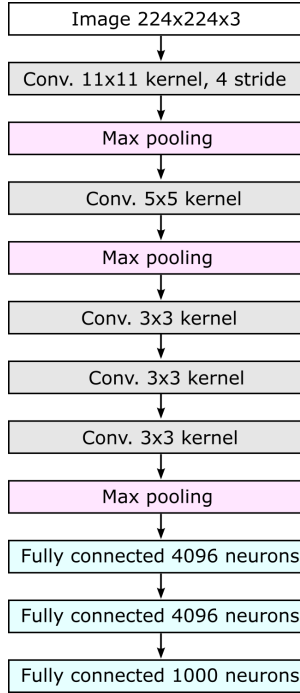 Image 224x224x3
Conv. 11x11 kernel, 4 stride
Max pooling
Conv. 5x5 kernel
Max pooling
Conv. 3x3 kernel
Conv. 3x3 kernel
Conv. 3x3 kernel
Max pooling
Fully connected 4096 neurons
Fully connected 4096 neurons
Fully connected 1000 neurons